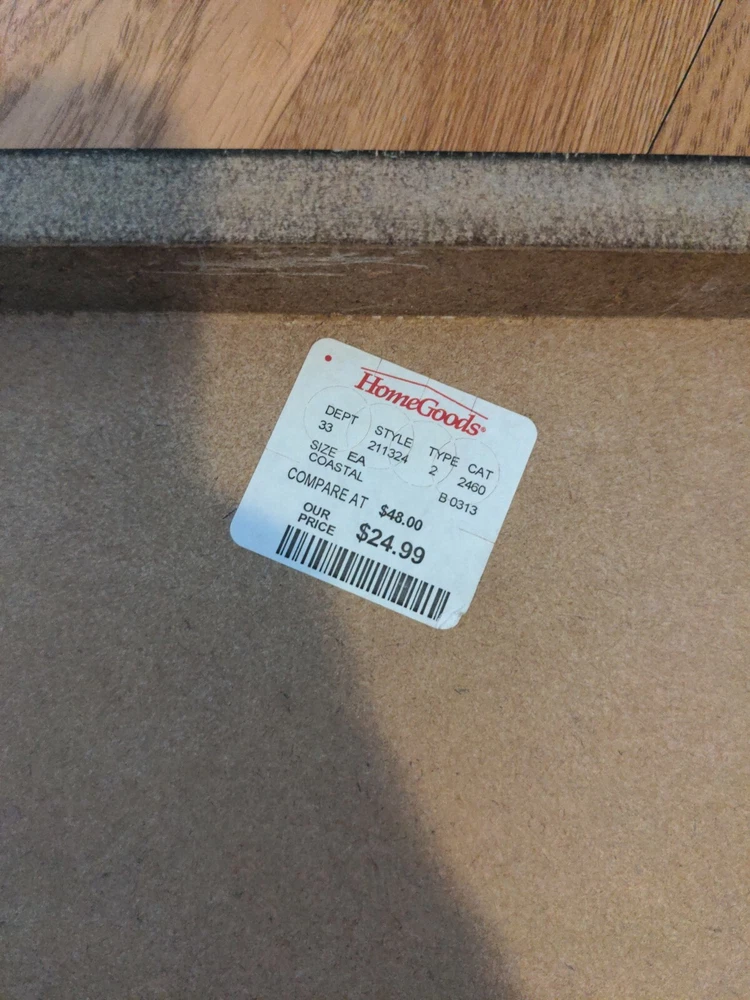 HomeGoods®
DEPT STYLE TYPE CAT
33 211324 2 2460
SIZE EA B 0313
COASTAL
COMPARE AT $48.00
OUR PRICE $24.99